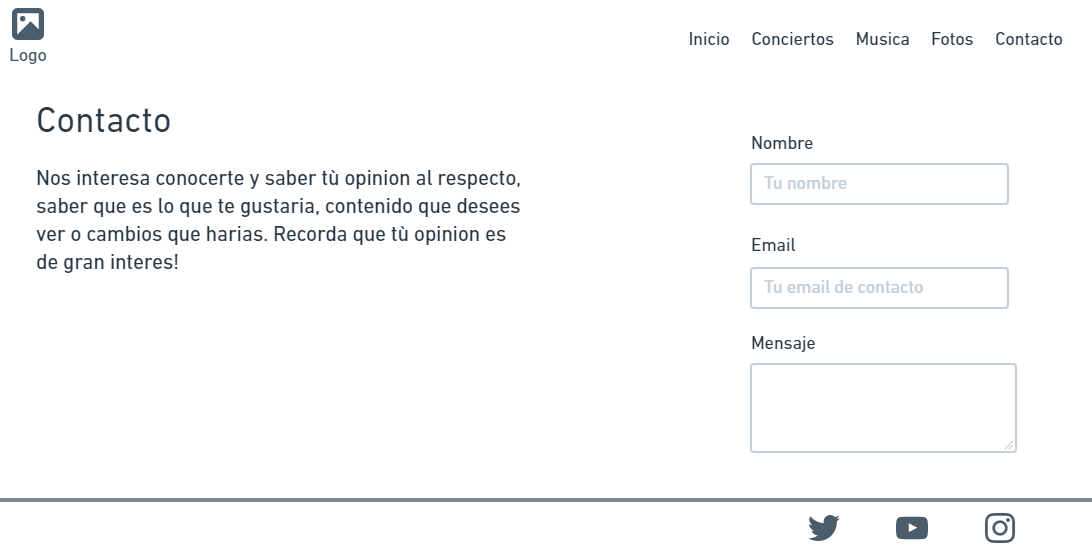 Logo
Inicio Conciertos Musica Fotos Contacto
Contacto
Nos interesa conocerte y saber tù opinion al respecto,
saber que es lo que te gustaria, contenido que desees
ver o cambios que harias. Recorda que tù opinion es
de gran interes!
Nombre
Tu nombre
Email
Tu email de contacto
Mensaje